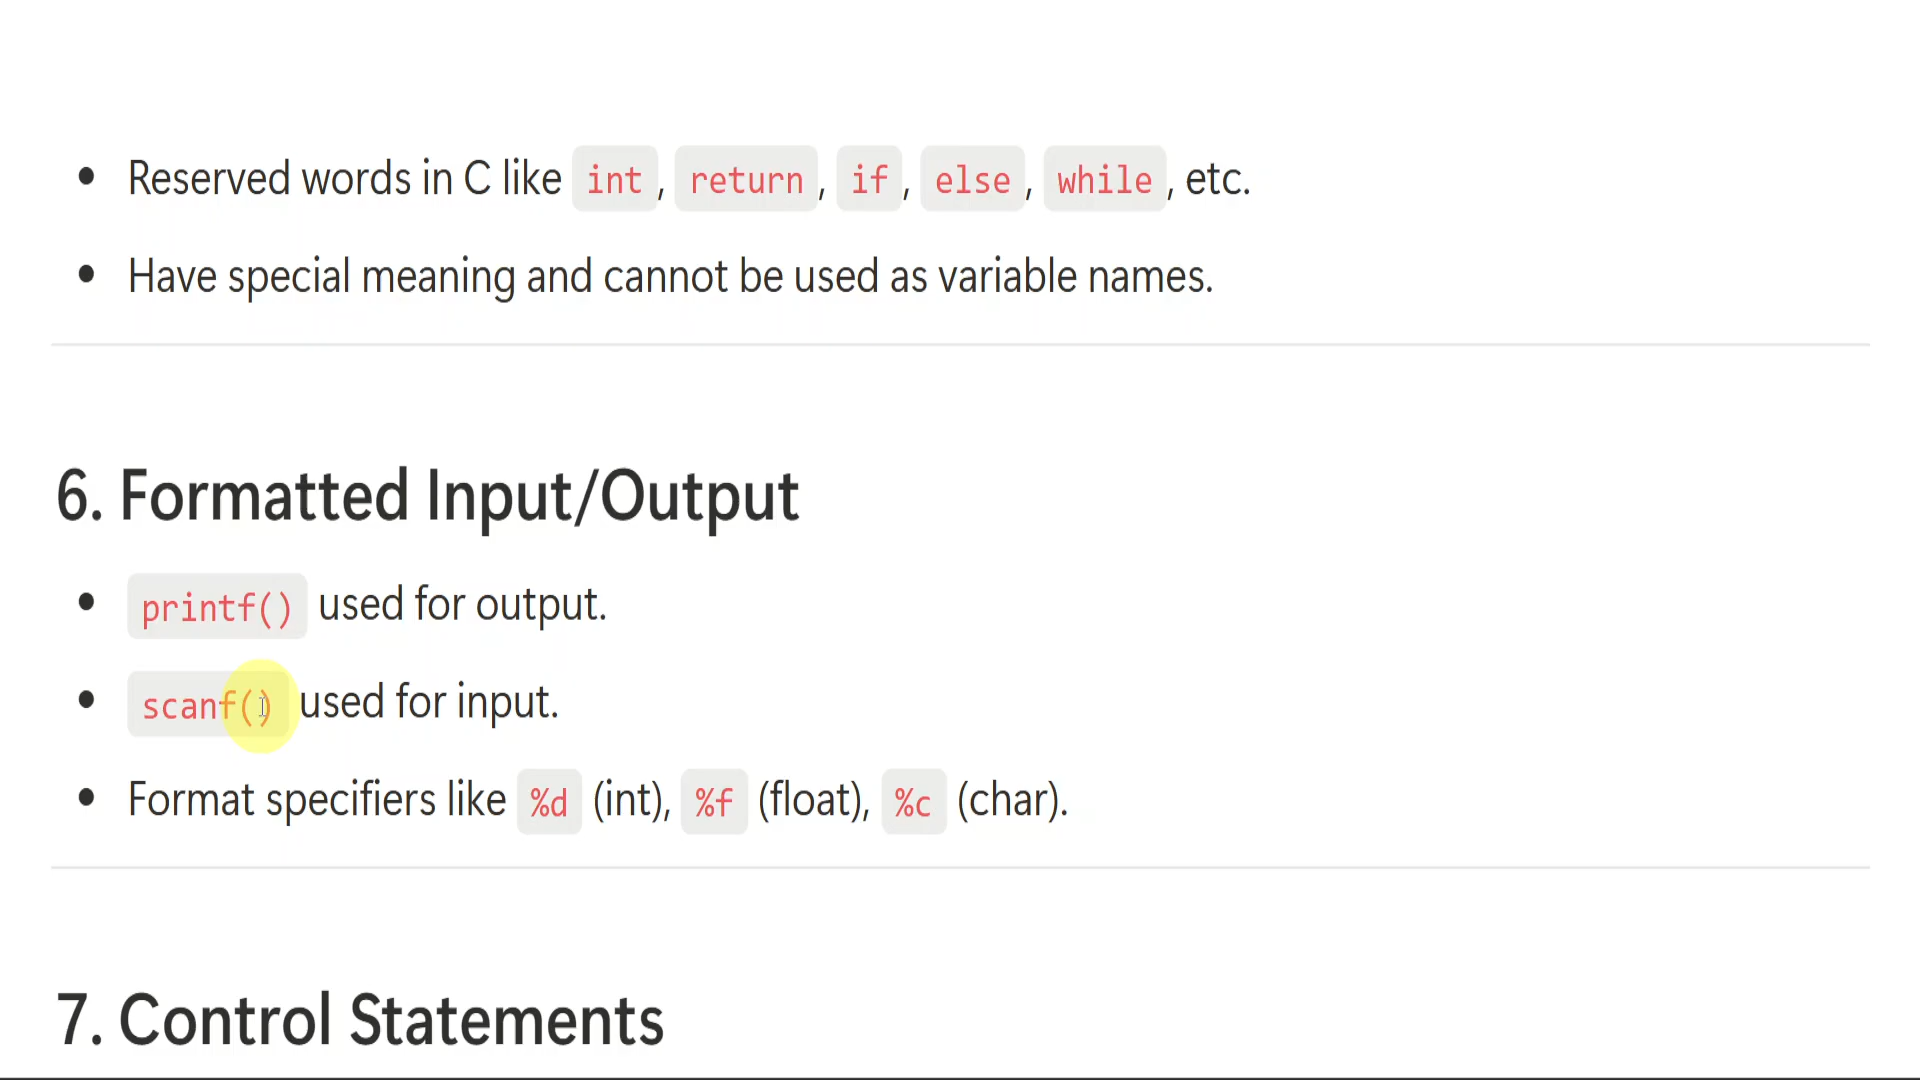 • Reserved words in C like int, return, if, else, while, etc.
• Have special meaning and cannot be used as variable names.
6. Formatted Input/Output
• printf() used for output.
• scanf() used for input.
• Format specifiers like %d (int), %f (float), %c (char).
7. Control Statements